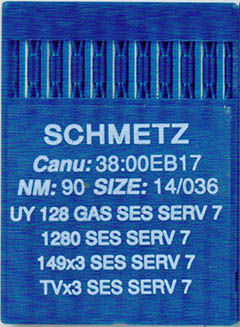 SCHMETZ
Canu: 38:00EB17
NM: 90 SIZE: 14/036
UY 128 GAS SES SERV 7
1280 SES SERV 7
149x3 SES SERV 7
TVx3 SES SERV 7